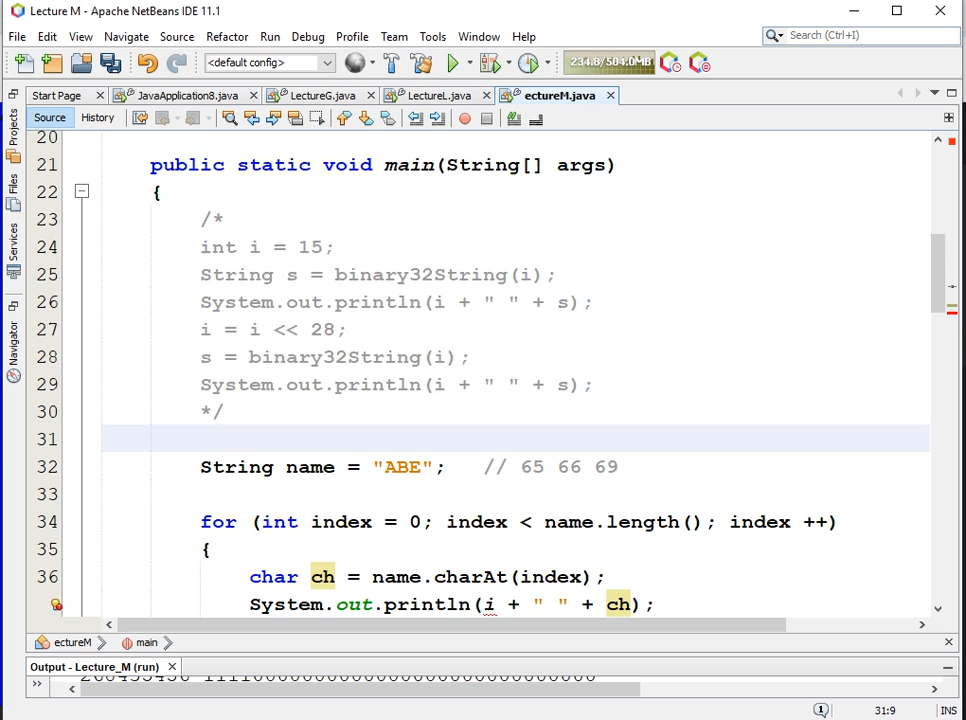 Lecture M - Apache NetBeans IDE 11.1
File Edit View Navigate Source Refactor Run Debug Profile Team Tools Window Help
Search (Ctrl+I)
<default config>
234.8/504.0MB
Start Page JavaApplication8.java LectureG.java LectureL.java ectureM.java
Source History
Projects
Files
Services
Navigator
20
21 public static void main(String[] args)
22 {
23 /*
24 int i = 15;
25 String s = binary32String(i);
26 System.out.println(i + " " + s);
27 i = i << 28;
28 s = binary32String(i);
29 System.out.println(i + " " + s);
30 */
31
32 String name = "ABE"; // 65 66 69
33
34 for (int index = 0; index < name.length(); index ++)
35 {
36 char ch = name.charAt(index);
System.out.println(i + " " + ch);
ectureM main
Output - Lecture_M (run)
31:9 INS